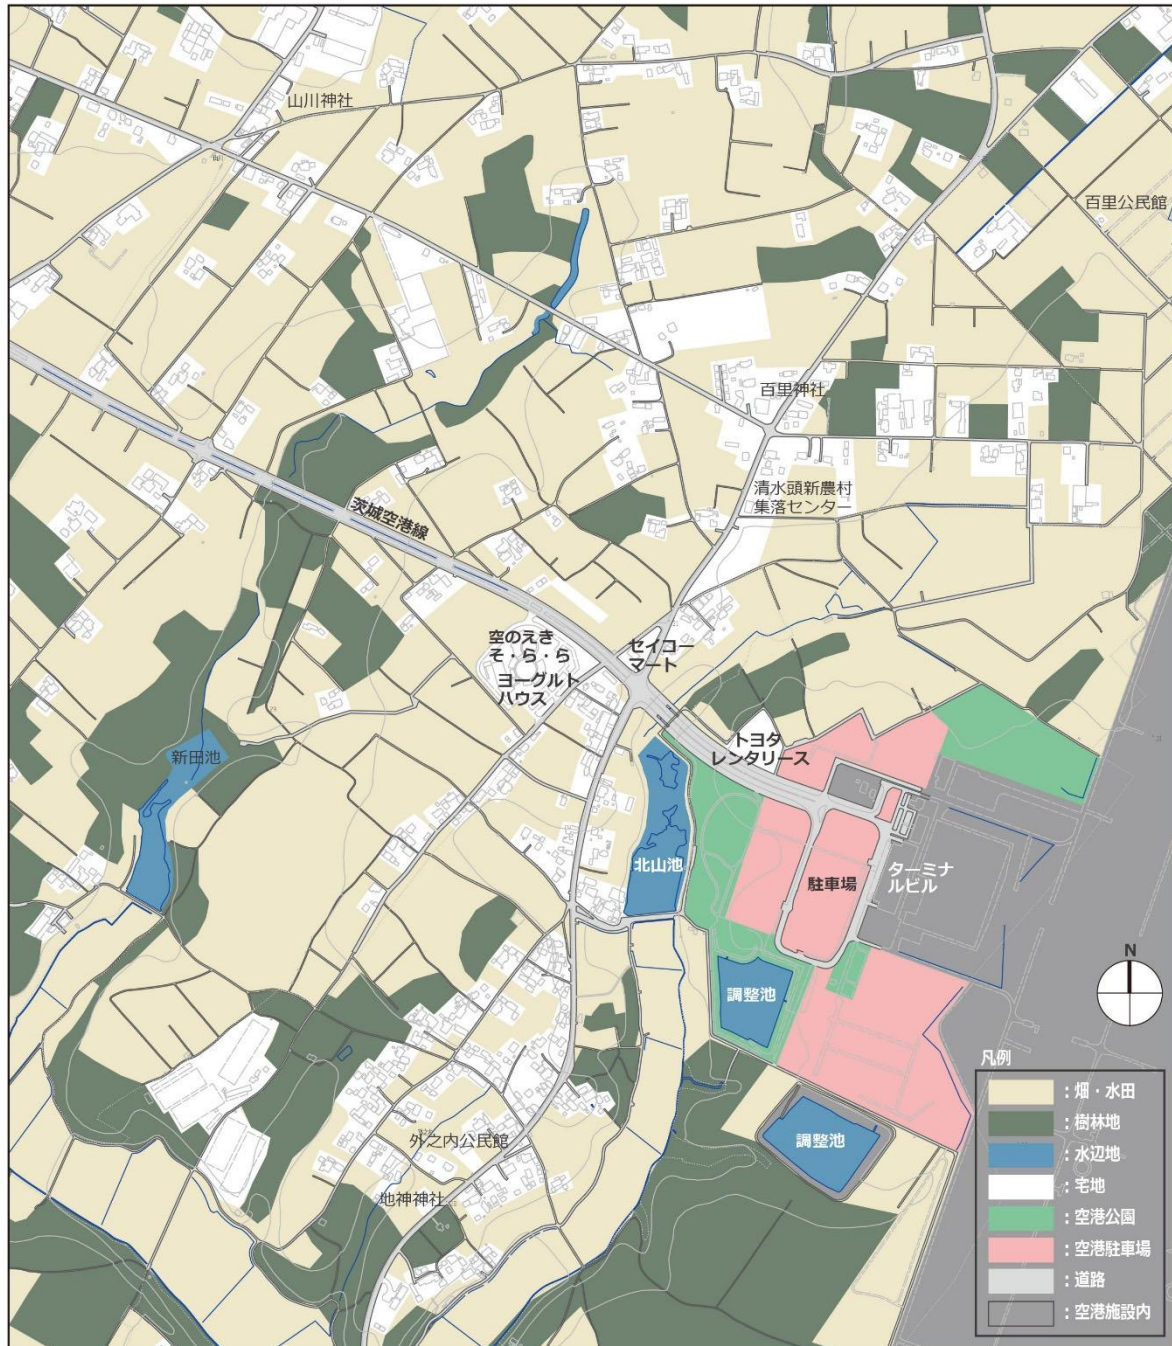 山川神社
百里公民館
百里神社
清水頭新農村
集落センター
茨城空港線
空のえき
そ・ら・ら
ヨーグルト
ハウス
セイコー
マート
トヨタ
レンタリース
新田池
北山池
駐車場
ターミナ
ルビル
調整池
調整池
外之内公民館
地神神社
N
凡例
：畑・水田
：樹林地
：水辺地
：宅地
：空港公園
：空港駐車場
：道路
：空港施設内